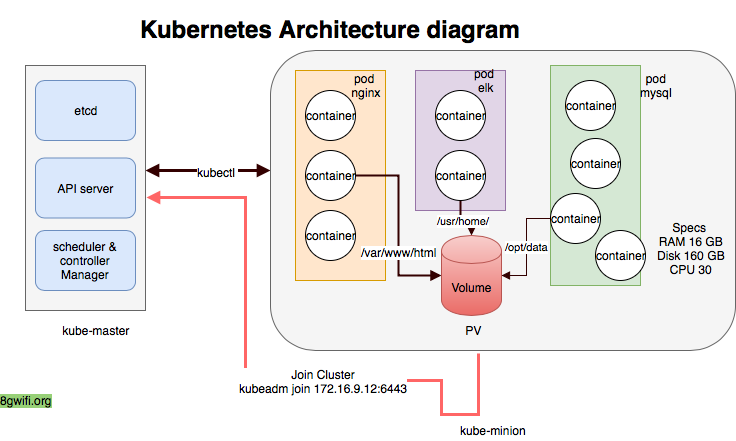 Kubernetes Architecture diagram
etcd
API server
scheduler &
controller
Manager
kube-master
kubectl
pod
nginx
container
container
container
pod
elk
container
container
pod
mysql
container
container
container
container
/var/www/html
/usr/home/
/opt/data
Volume
PV
Specs
RAM 16 GB
Disk 160 GB
CPU 30
Join Cluster
kubeadm join 172.16.9.12:6443
kube-minion
8gwifi.org